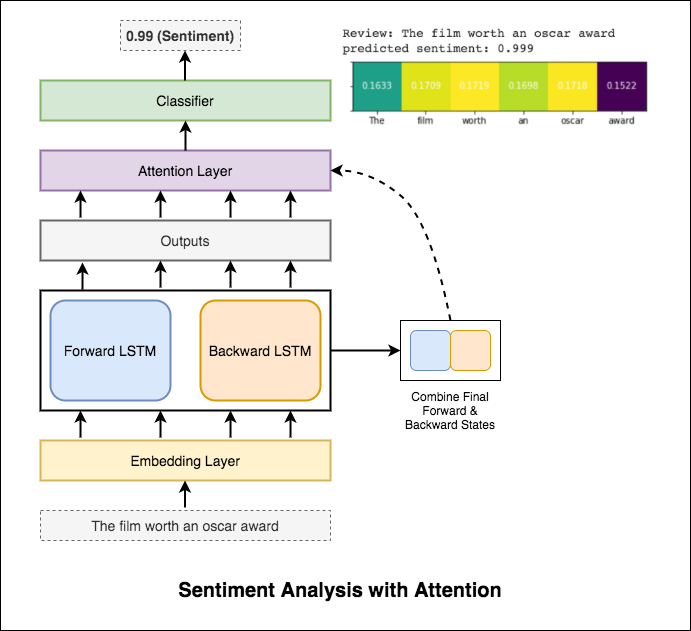 0.99 (Sentiment)
Review: The film worth an oscar award
predicted sentiment: 0.999
0.1633 0.1709 0.1719 0.1698 0.1718 0.1522
The film worth an oscar award
Classifier
Attention Layer
Outputs
Forward LSTM
Backward LSTM
Combine Final
Forward &
Backward States
Embedding Layer
The film worth an oscar award
Sentiment Analysis with Attention